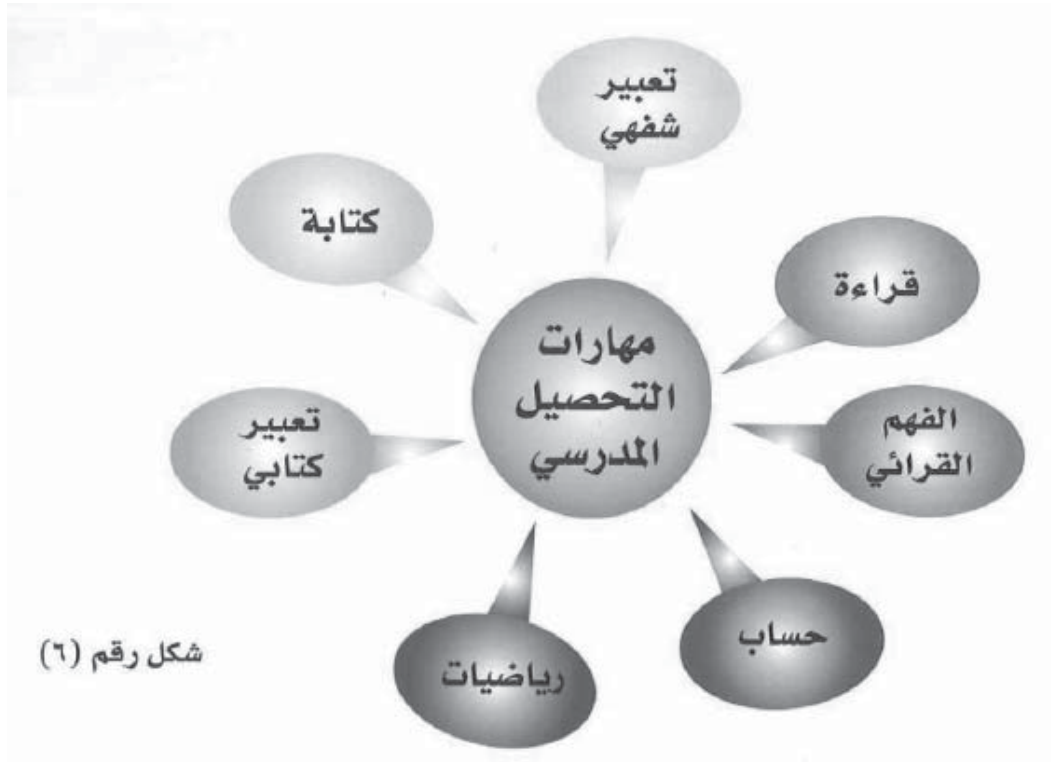 تعبير
شفهي
كتابة
قراءة
مهارات
التحصيل
المدرسي
الفهم
القرائي
تعبير
كتابي
حساب
رياضيات
شكل رقم (٦)